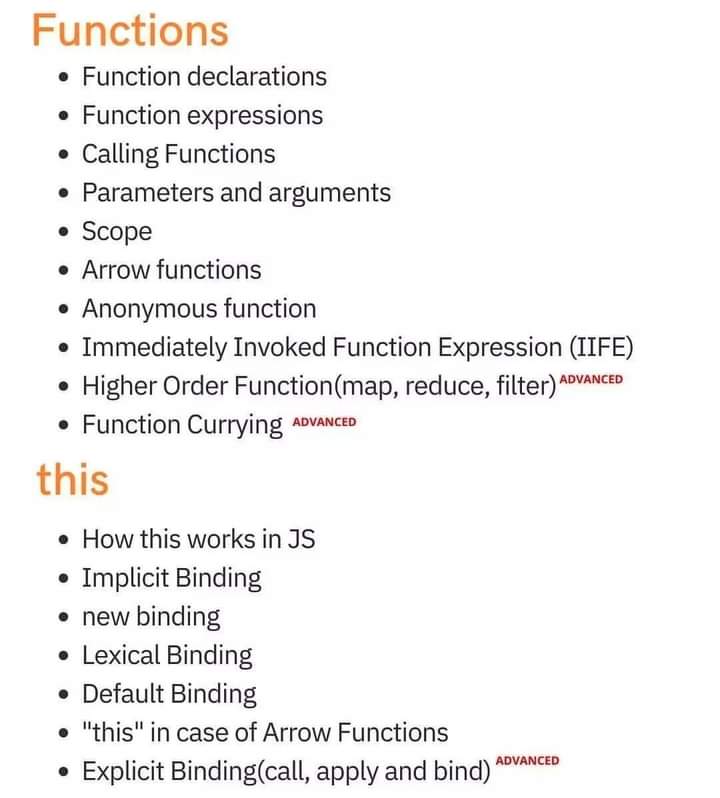 Functions
• Function declarations
• Function expressions
• Calling Functions
• Parameters and arguments
• Scope
• Arrow functions
• Anonymous function
• Immediately Invoked Function Expression (IIFE)
• Higher Order Function(map, reduce, filter) ADVANCED
• Function Currying ADVANCED
this
• How this works in JS
• Implicit Binding
• new binding
• Lexical Binding
• Default Binding
• "this" in case of Arrow Functions
• Explicit Binding(call, apply and bind) ADVANCED